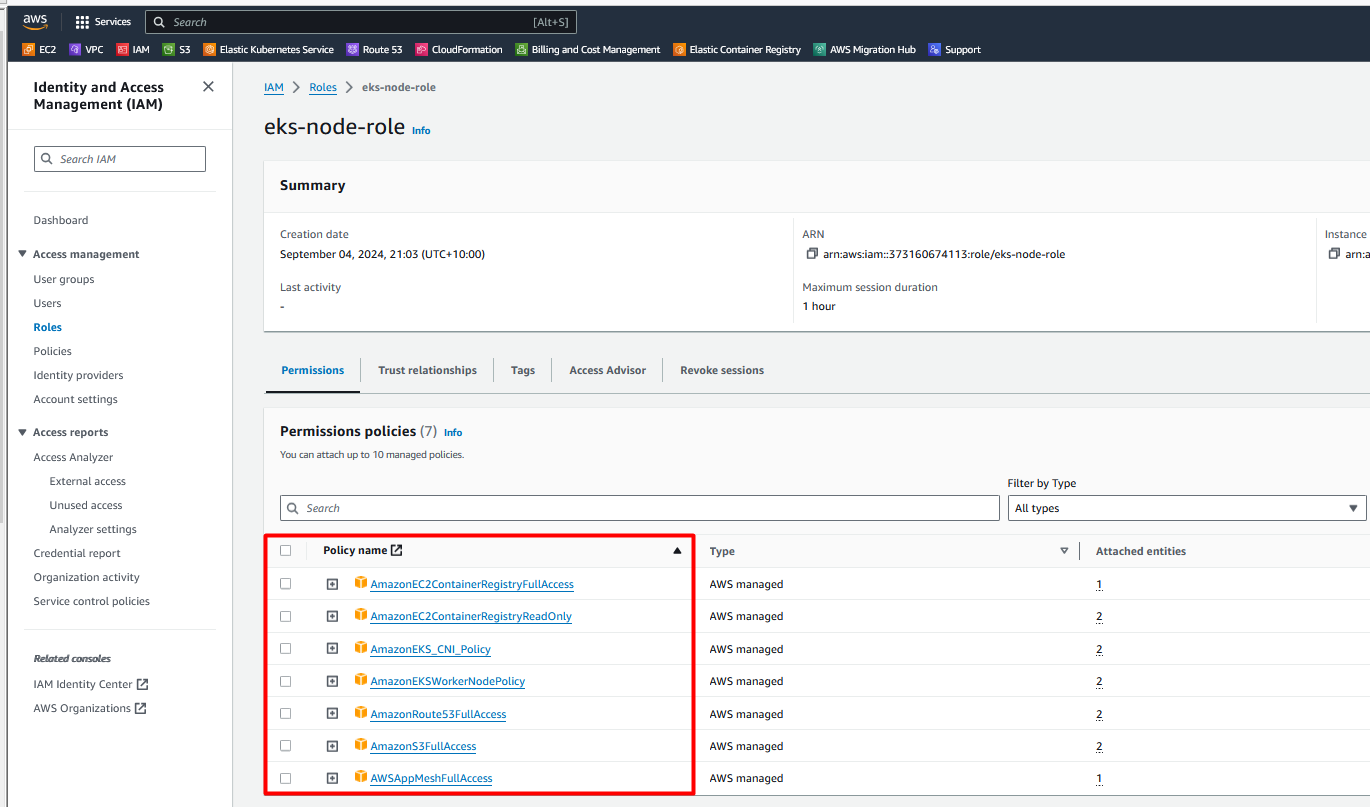 aws
Services
Search [Alt+S]
EC2 VPC IAM S3 Elastic Kubernetes Service Route 53 CloudFormation Billing and Cost Management Elastic Container Registry AWS Migration Hub Support
Identity and Access
Management (IAM)
Search IAM
Dashboard
Access management
User groups
Users
Roles
Policies
Identity providers
Account settings
Access reports
Access Analyzer
External access
Unused access
Analyzer settings
Credential report
Organization activity
Service control policies
Related consoles
IAM Identity Center
AWS Organizations
IAM > Roles > eks-node-role
eks-node-role Info
Summary
Creation date
September 04, 2024, 21:03 (UTC+10:00)
Last activity
-
ARN
arn:aws:iam::373160674113:role/eks-node-role
Maximum session duration
1 hour
Instance
arn:a
Permissions Trust relationships Tags Access Advisor Revoke sessions
Permissions policies (7) Info
You can attach up to 10 managed policies.
Filter by Type
Search
All types
Policy name Type Attached entities
AmazonEC2ContainerRegistryFullAccess AWS managed 1
AmazonEC2ContainerRegistryReadOnly AWS managed 2
AmazonEKS_CNI_Policy AWS managed 2
AmazonEKSWorkerNodePolicy AWS managed 2
AmazonRoute53FullAccess AWS managed 2
AmazonS3FullAccess AWS managed 2
AWSAppMeshFullAccess AWS managed 1